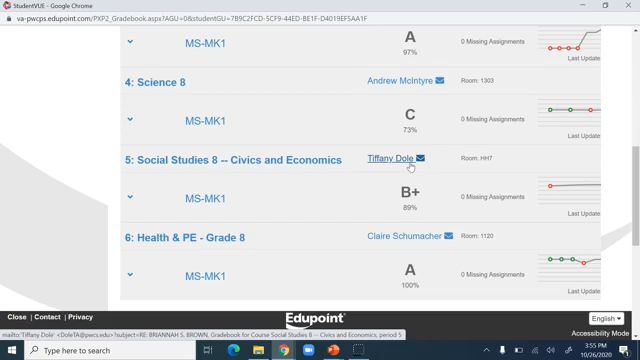 StudentVUE - Google Chrome
va-pwcps.edupoint.com/PXP2_Gradebook.aspx?AGU=0&studentGU=7B9C2FCD-5CF9-44ED-BE1F-D4019EF5AA1F
MS-MK1
A
97%
0 Missing Assignments
Last Update
4: Science 8
Andrew McIntyre
Room: 1303
MS-MK1
C
73%
0 Missing Assignments
Last Update
5: Social Studies 8 -- Civics and Economics
Tiffany Dole
Room: HH7
MS-MK1
B+
89%
0 Missing Assignments
Last Update
6: Health & PE - Grade 8
Claire Schumacher
Room: 1120
MS-MK1
A
100%
0 Missing Assignments
Last Update
Close | Contact | Privacy
Edupoint
English
Accessibility Mode
mailto:'Tiffany Dole' <DoleTA@pwcs.edu>!subject=RE: BRIANNAH S. BROWN, Gradebook for Course Social Studies 8 -- Civics and Economics, period 5
Type here to search
3:55 PM
10/26/2020